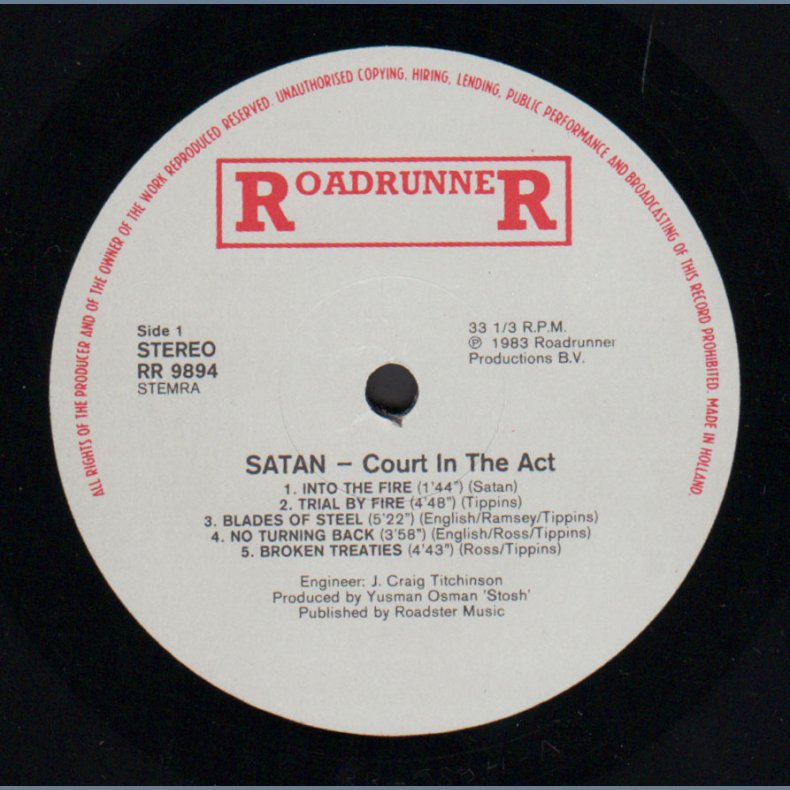 ALL RIGHTS OF THE PRODUCER AND OF THE OWNER OF THE WORK REPRODUCED RESERVED. UNAUTHORISED COPYING, HIRING, LENDING, PUBLIC PERFORMANCE AND BROADCASTING OF THIS RECORD PROHIBITED. MADE IN HOLLAND.
ROADRUNNER
Side 1
STEREO
RR 9894
STEMRA
33 1/3 R.P.M.
℗ 1983 Roadrunner
Productions B.V.
SATAN – Court In The Act
1. INTO THE FIRE (1'44") (Satan)
2. TRIAL BY FIRE (4'48") (Tippins)
3. BLADES OF STEEL (5'22") (English/Ramsey/Tippins)
4. NO TURNING BACK (3'58") (English/Ross/Tippins)
5. BROKEN TREATIES (4'43") (Ross/Tippins)
Engineer: J. Craig Titchinson
Produced by Yusman Osman 'Stosh'
Published by Roadster Music